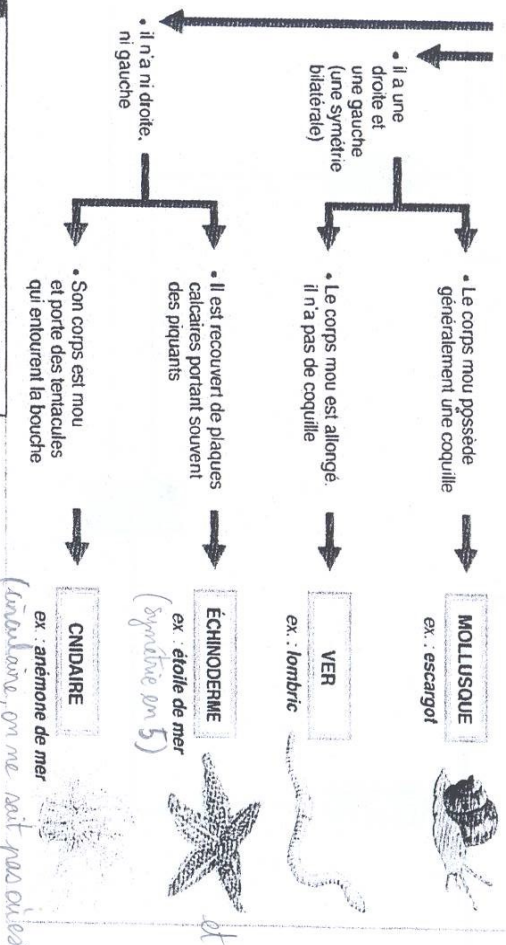 • il a une
droite et
une gauche
(une symétrie
bilatérale)
• Le corps mou possède
généralement une coquille
MOLLUSQUE
ex. : escargot
• Le corps mou est allongé.
il n'a pas de coquille
VER
ex. : lombric
• il n'a ni droite,
ni gauche
• Il est recouvert de plaques
calcaires portant souvent
des piquants
ÉCHINODERME
ex. : étoile de mer
(symétrie en 5)
et
• Son corps est mou
et porte des tentacules
qui entourent la bouche
CNIDAIRE
ex. : anémone de mer
(circulaire, on ne sait pas où